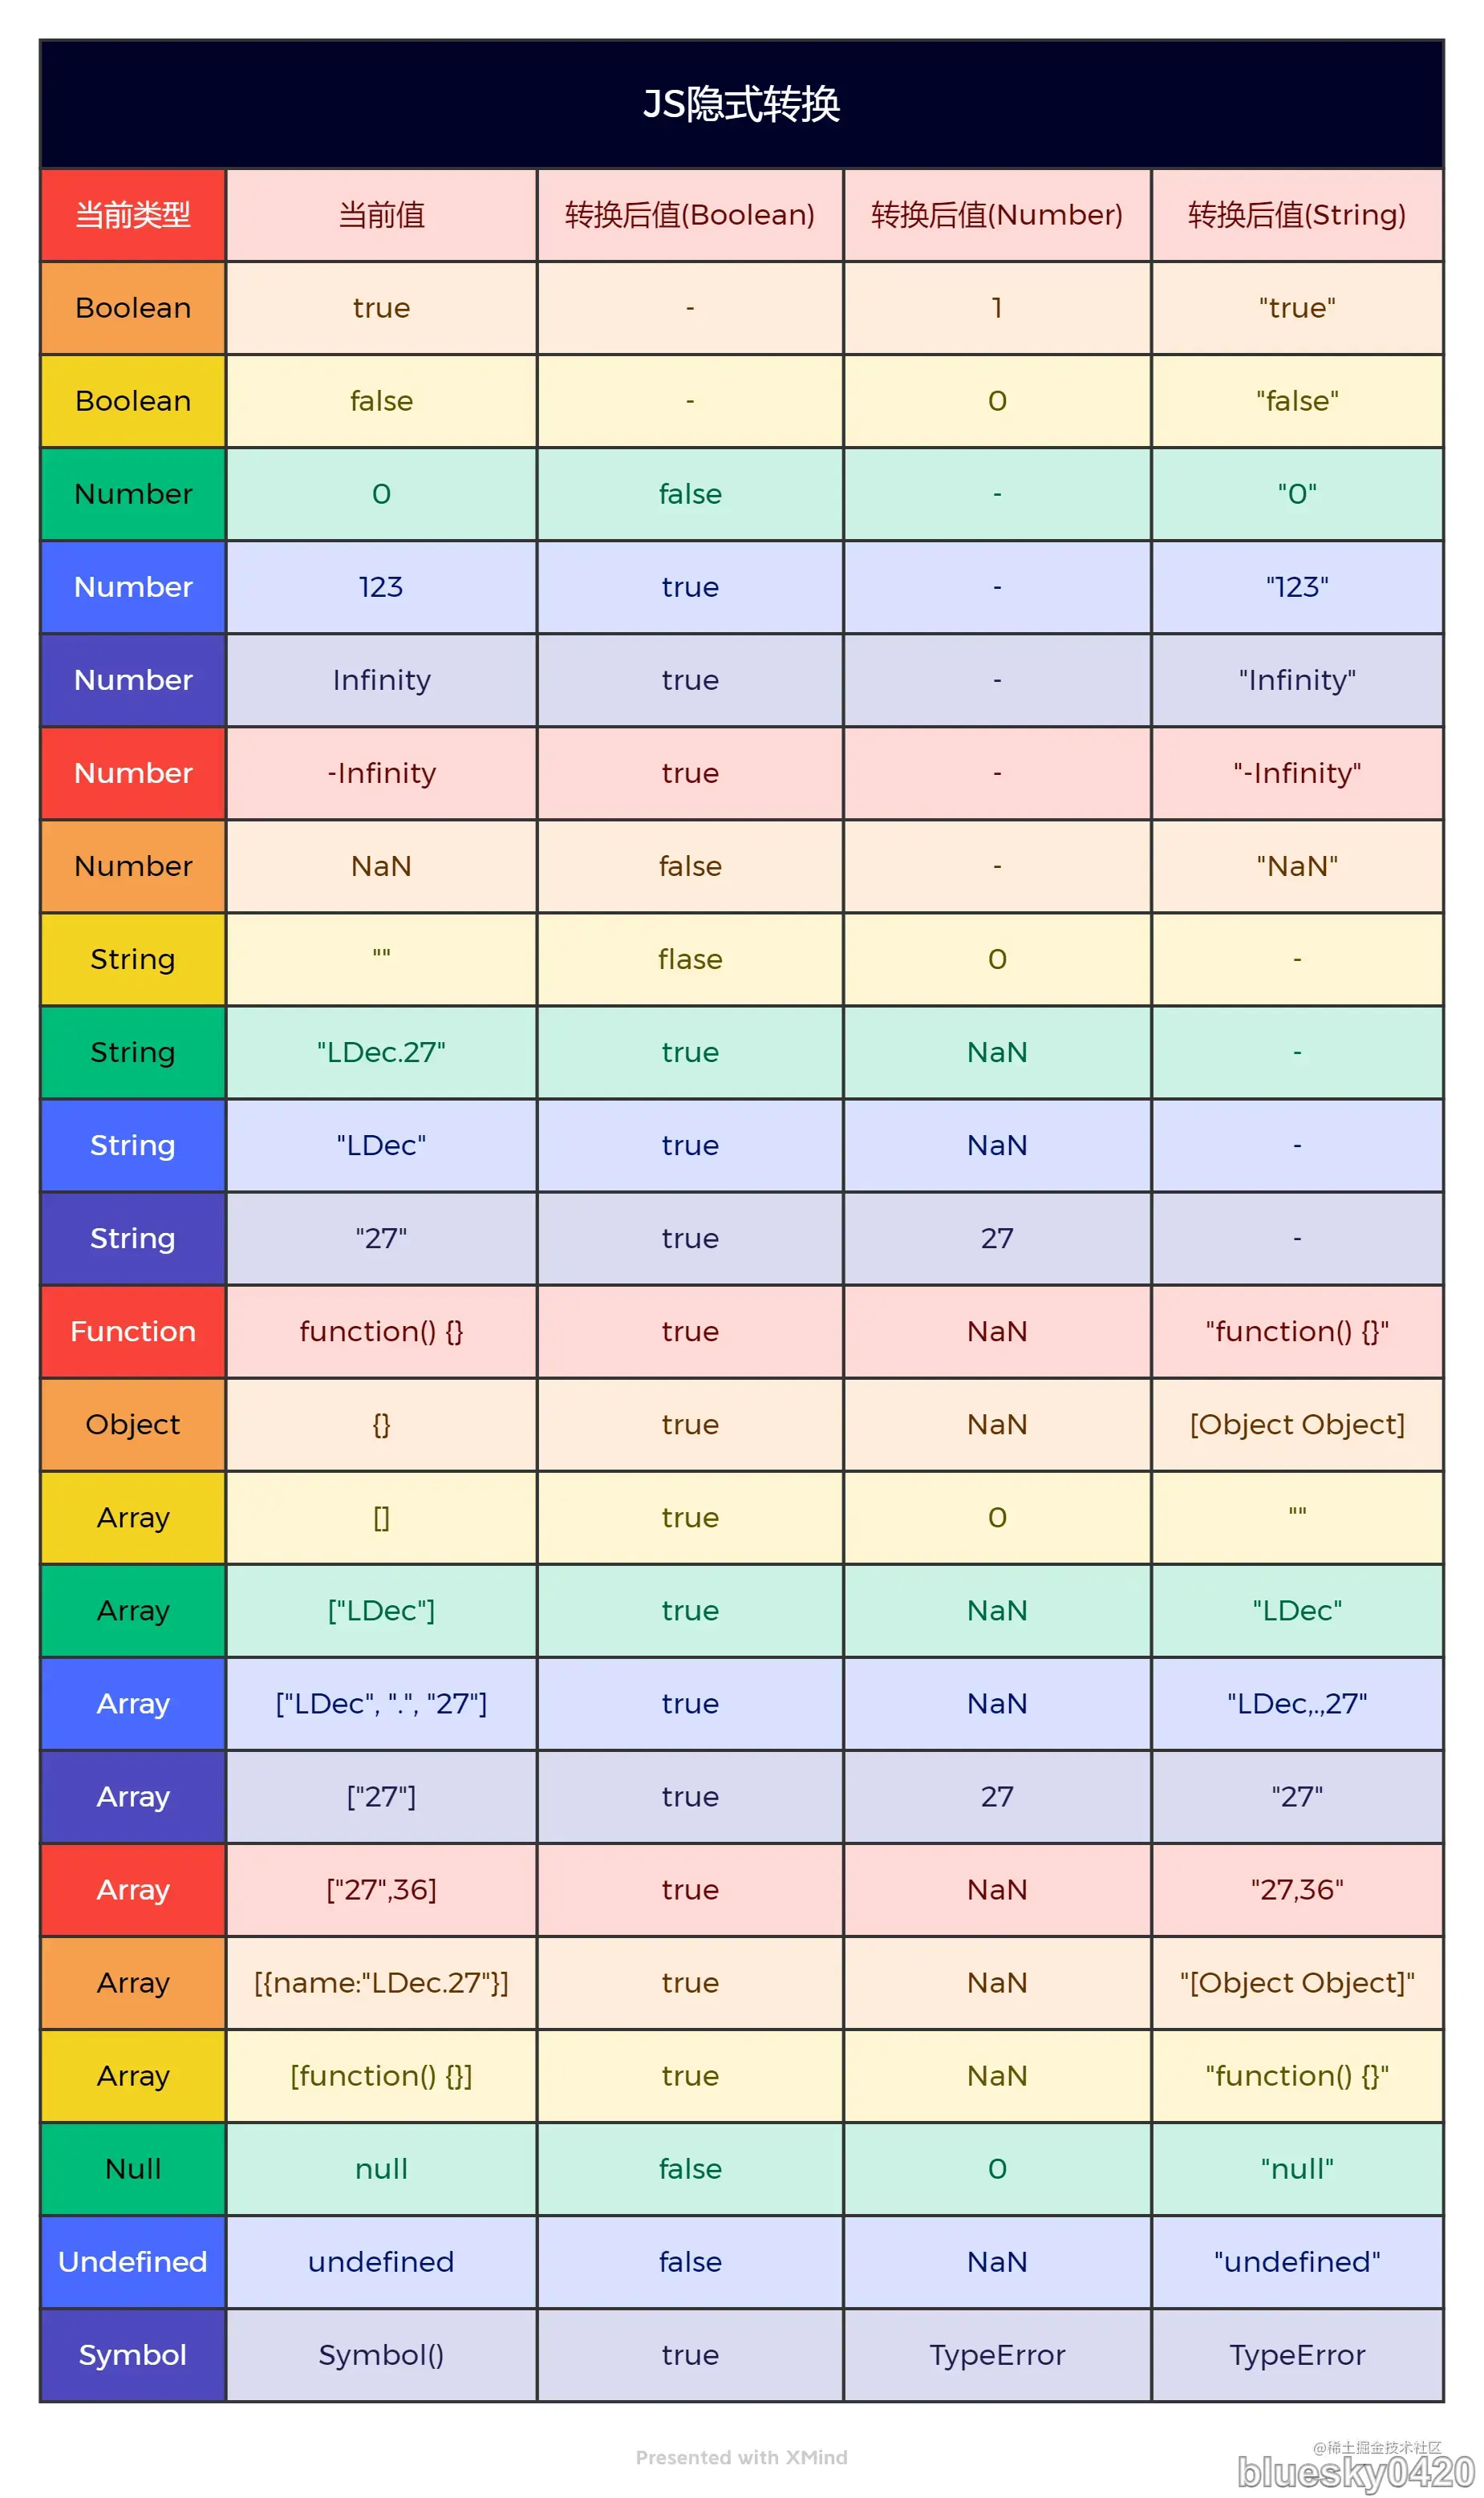 JS隐式转换
当前类型 当前值 转换后值(Boolean) 转换后值(Number) 转换后值(String)
Boolean true - 1 "true"
Boolean false - 0 "false"
Number 0 false - "0"
Number 123 true - "123"
Number Infinity true - "Infinity"
Number -Infinity true - "-Infinity"
Number NaN false - "NaN"
String "" flase 0 -
String "LDec.27" true NaN -
String "LDec" true NaN -
String "27" true 27 -
Function function() {} true NaN "function() {}"
Object {} true NaN [Object Object]
Array [] true 0 ""
Array ["LDec"] true NaN "LDec"
Array ["LDec", ".", "27"] true NaN "LDec,.,27"
Array ["27"] true 27 "27"
Array ["27",36] true NaN "27,36"
Array [{name:"LDec.27"}] true NaN "[Object Object]"
Array [function() {}] true NaN "function() {}"
Null null false 0 "null"
Undefined undefined false NaN "undefined"
Symbol Symbol() true TypeError TypeError
Presented with XMind
@稀土掘金技术社区
bluesky0420